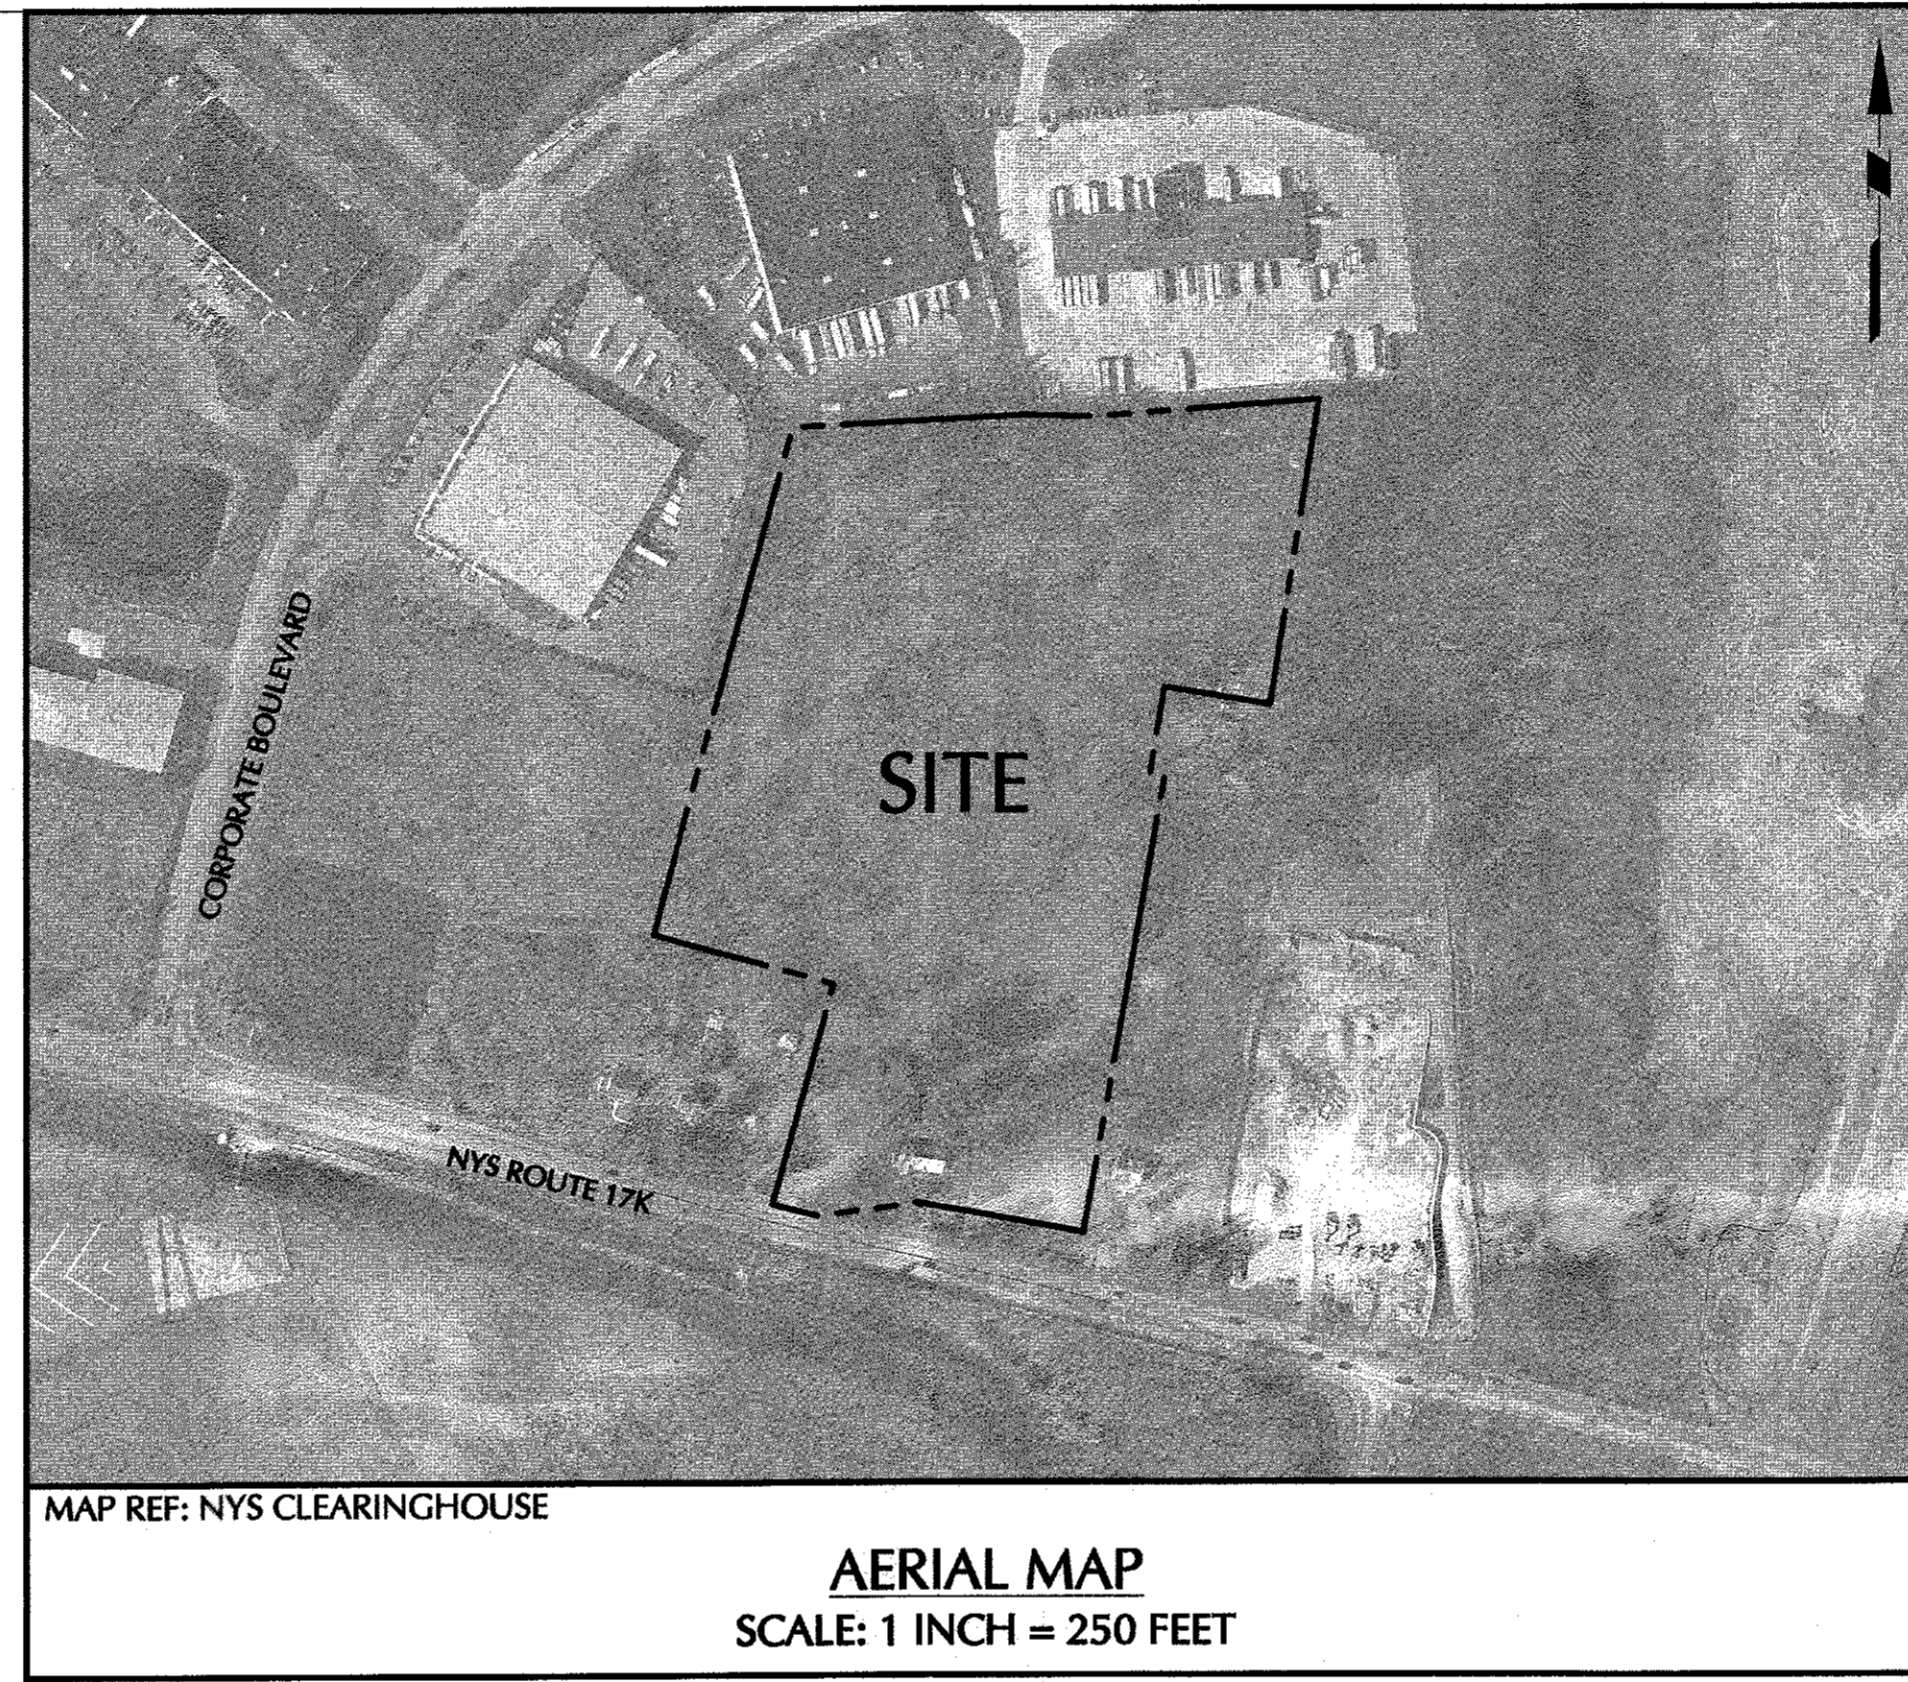 CORPORATE BOULEVARD
SITE
NYS ROUTE 17K
MAP REF: NYS CLEARINGHOUSE
AERIAL MAP
SCALE: 1 INCH = 250 FEET